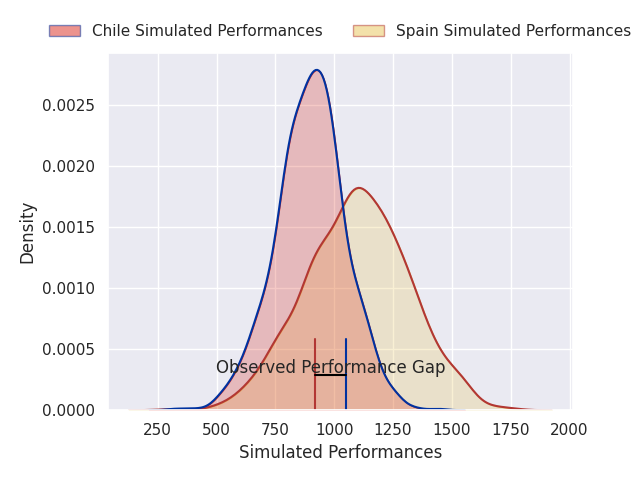 Chile Simulated Performances
Spain Simulated Performances
Density
0.0025
0.0020
0.0015
0.0010
0.0005
0.0000
Observed Performance Gap
250 500 750 1000 1250 1500 1750 2000
Simulated Performances